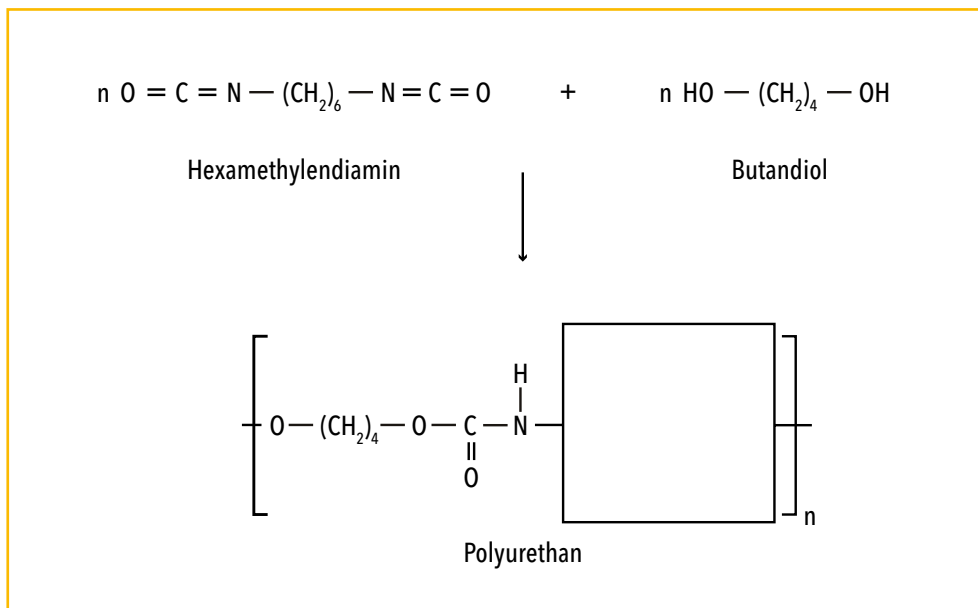 n O = C = N — (CH₂)₆ — N = C = O + n HO — (CH₂)₄ — OH
Hexamethylendiamin Butandiol
H
O — (CH₂)₄ — O — C — N —
O
n
Polyurethan